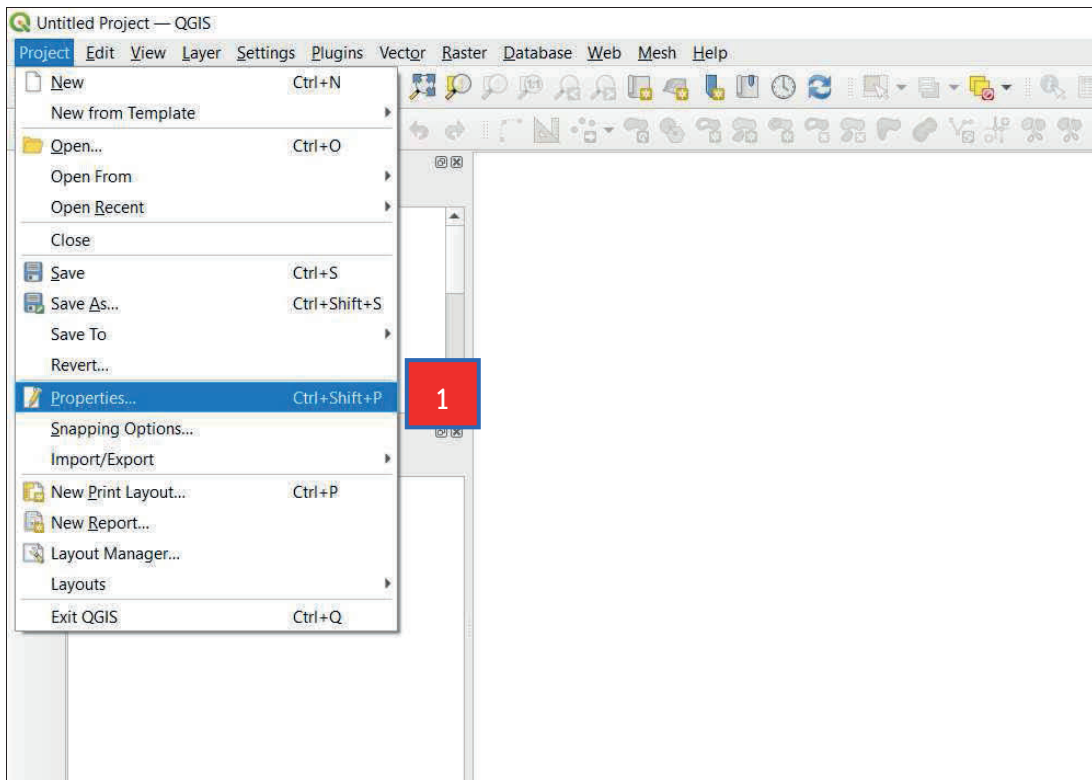 Untitled Project — QGIS
Project Edit View Layer Settings Plugins Vector Raster Database Web Mesh Help
New Ctrl+N
New from Template
Open... Ctrl+O
Open From
Open Recent
Close
Save Ctrl+S
Save As... Ctrl+Shift+S
Save To
Revert...
Properties... Ctrl+Shift+P
1
Snapping Options...
Import/Export
New Print Layout... Ctrl+P
New Report...
Layout Manager...
Layouts
Exit QGIS Ctrl+Q